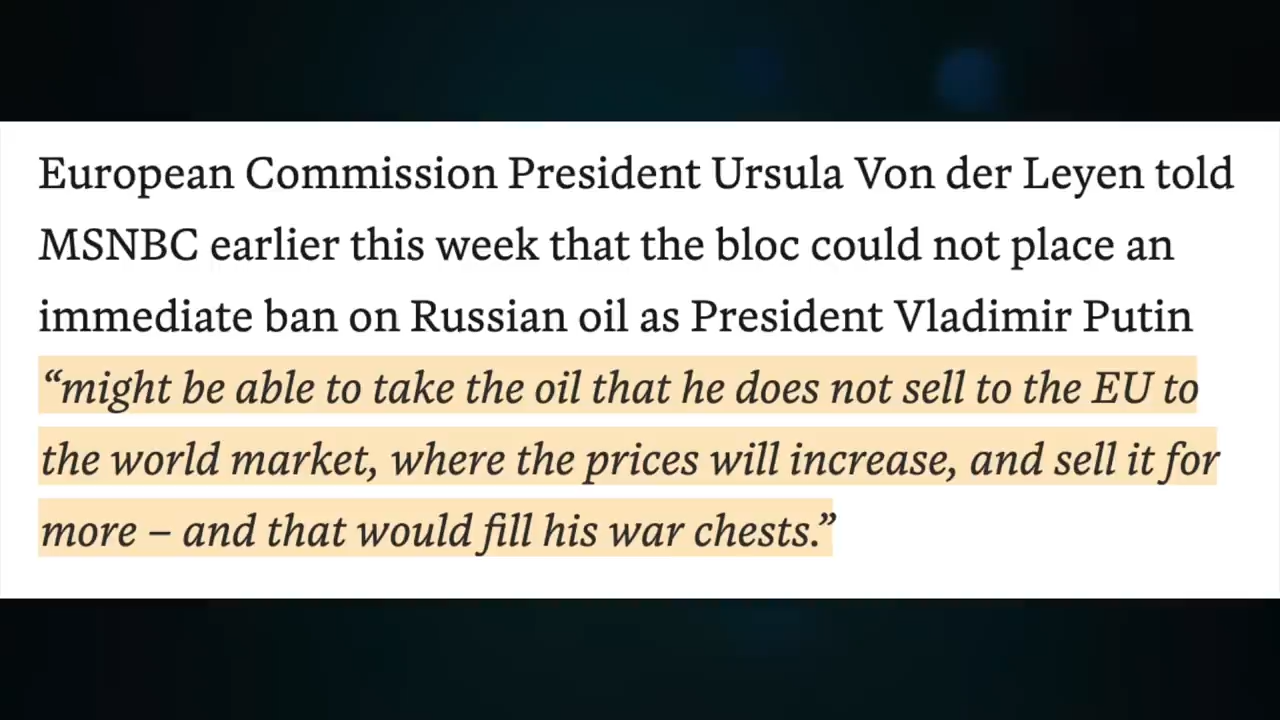 European Commission President Ursula Von der Leyen told
MSNBC earlier this week that the bloc could not place an
immediate ban on Russian oil as President Vladimir Putin
“might be able to take the oil that he does not sell to the EU to
the world market, where the prices will increase, and sell it for
more – and that would fill his war chests.”